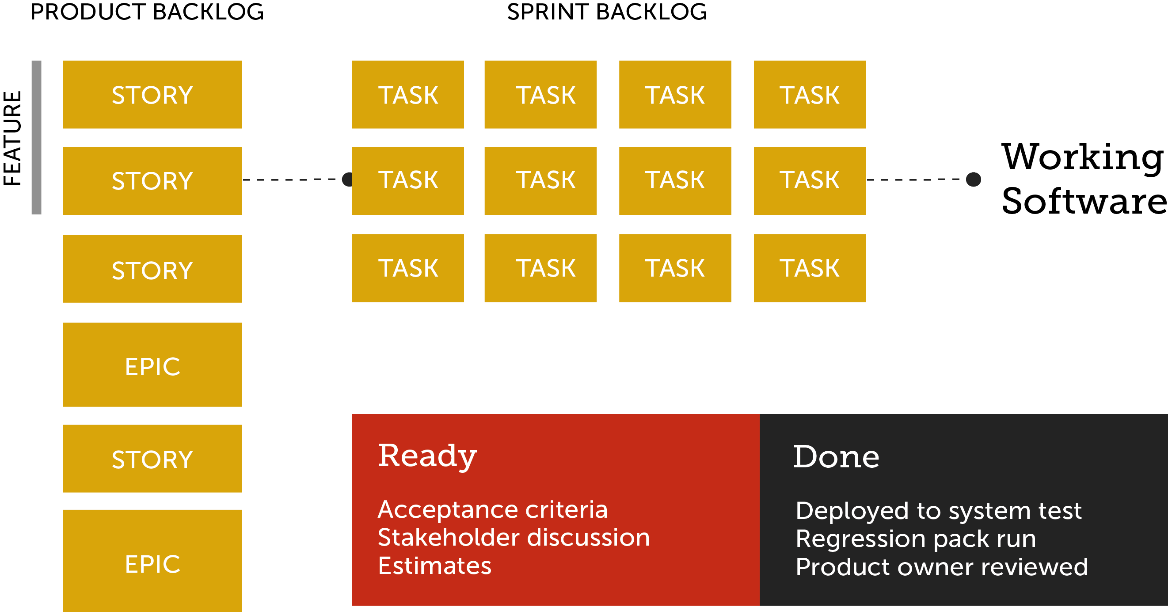 PRODUCT BACKLOG
SPRINT BACKLOG
FEATURE
STORY
TASK TASK TASK TASK
STORY
TASK TASK TASK TASK
Working
Software
STORY
TASK TASK TASK TASK
EPIC
STORY
EPIC
Ready
Acceptance criteria
Stakeholder discussion
Estimates
Done
Deployed to system test
Regression pack run
Product owner reviewed